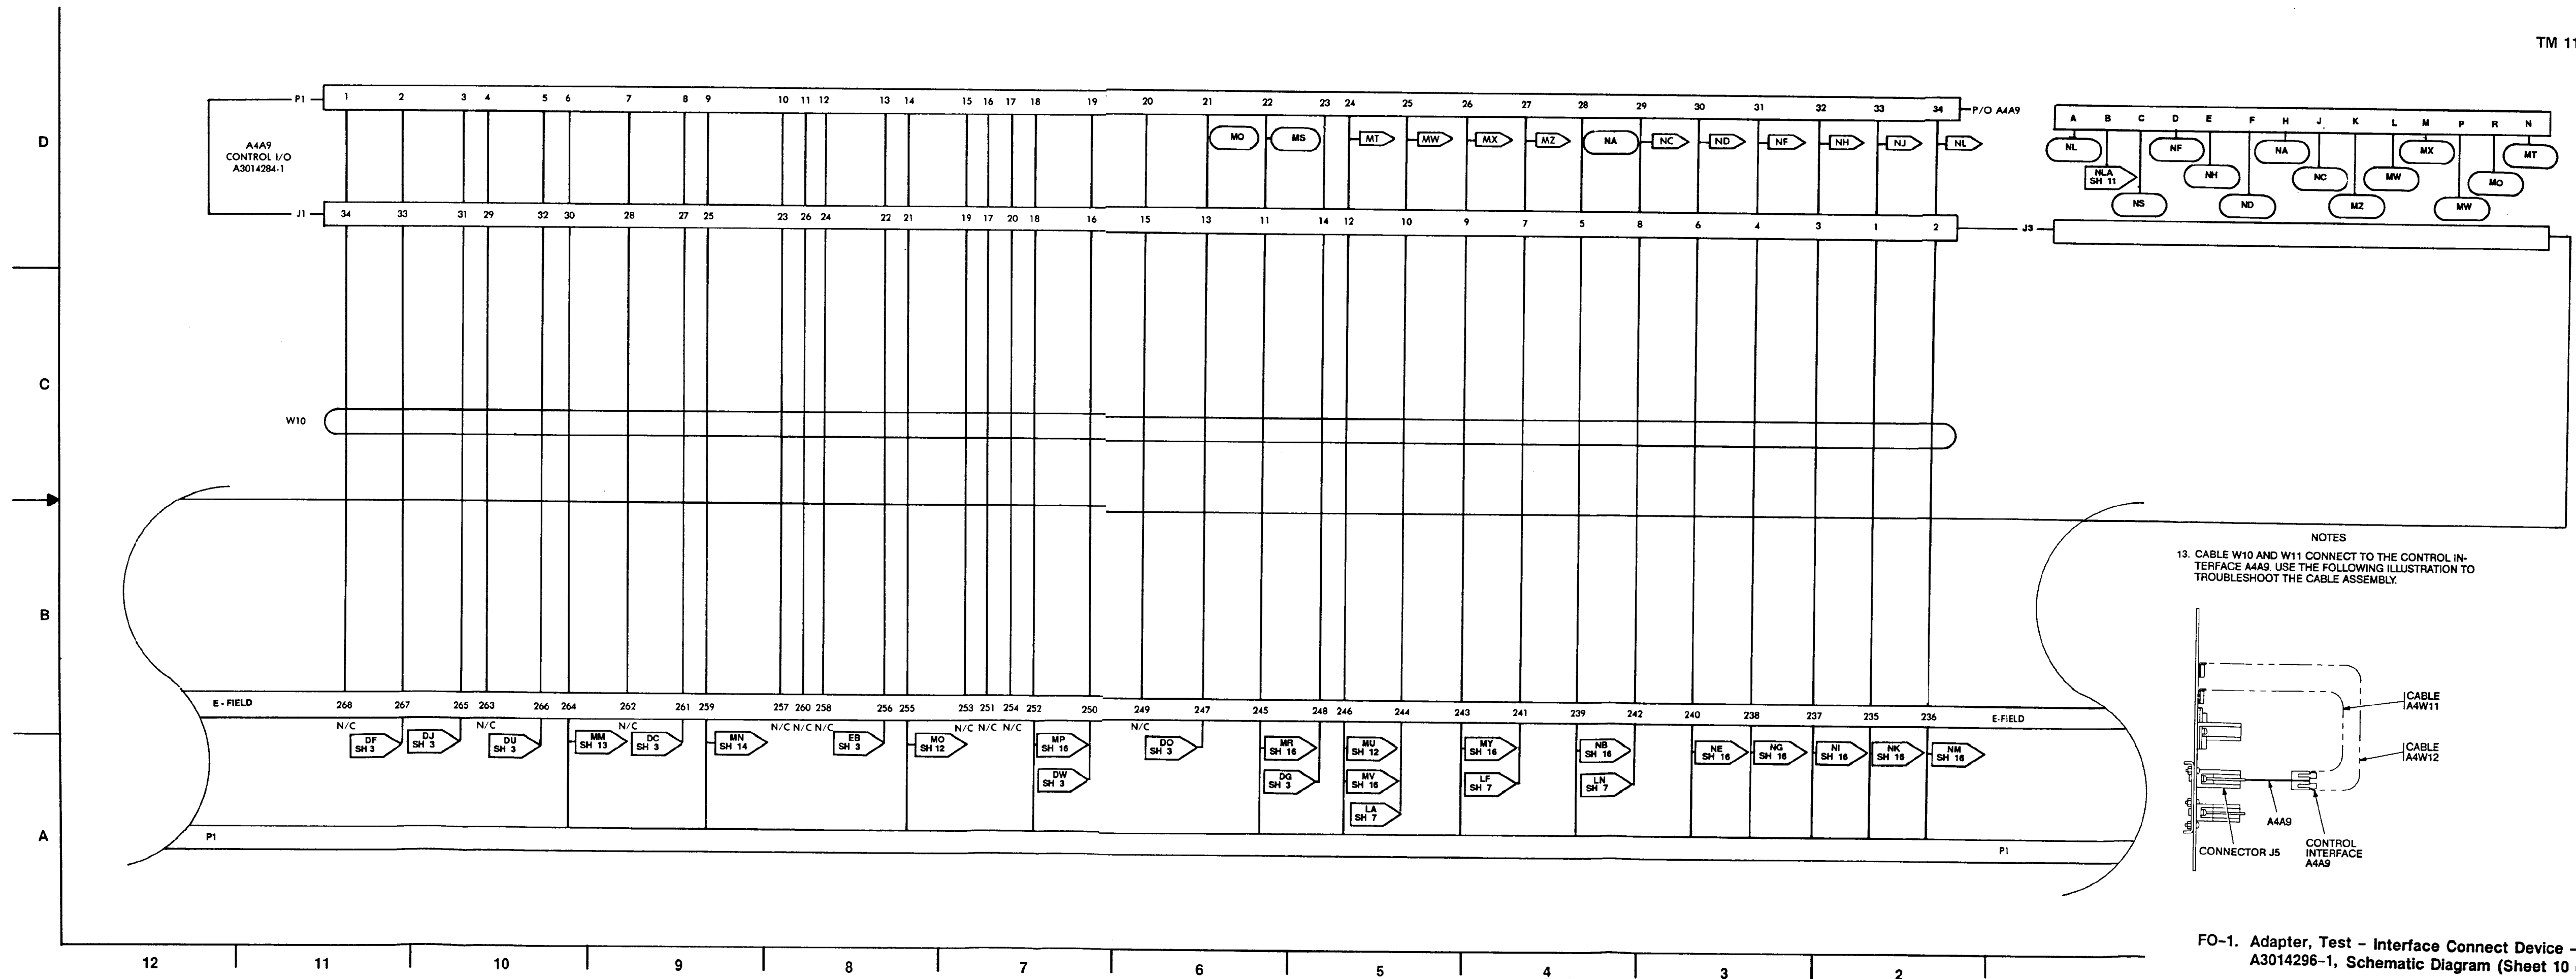 TM 11
P1
1 2 3 4 5 6 7 8 9 10 11 12 13 14 15 16 17 18 19 20 21 22 23 24 25 26 27 28 29 30 31 32 33 34
P/O A4A9
A B C D E F H J K L M P R N
D
A4A9
CONTROL I/O
A3014284-1
MO MS MT MW MX MZ NA NC ND NF NH NJ NL
NL NF NA MX MT
NLA
SH 11
NH NC MW MO
NS ND MZ MW
J1
34 33 31 29 32 30 28 27 25 23 26 24 22 21 19 17 20 18 16 15 13 11 14 12 10 9 7 5 8 6 4 3 1 2
J3
C
W10
NOTES
13. CABLE W10 AND W11 CONNECT TO THE CONTROL IN-
TERFACE A4A9. USE THE FOLLOWING ILLUSTRATION TO
TROUBLESHOOT THE CABLE ASSEMBLY.
B
E - FIELD
268 267 265 263 266 264 262 261 259 257 260 258 256 255 253 251 254 252 250 249 247 245 248 246 244 243 241 239 242 240 238 237 235 236
E-FIELD
N/C N/C N/C N/C N/C N/C N/C N/C N/C N/C
DF
SH 3
DJ
SH 3
DU
SH 3
MM
SH 13
DC
SH 3
MN
SH 14
EB
SH 3
MO
SH 12
MP
SH 16
DO
SH 3
MR
SH 16
MU
SH 12
MY
SH 16
NB
SH 16
NE
SH 16
NG
SH 16
NI
SH 16
NK
SH 16
NM
SH 16
DW
SH 3
DG
SH 3
MV
SH 16
LF
SH 7
LN
SH 7
LA
SH 7
A
P1
P1
CABLE
A4W11
CABLE
A4W12
A4A9
CONNECTOR J5
CONTROL
INTERFACE
A4A9
12 11 10 9 8 7 6 5 4 3 2
FO-1. Adapter, Test - Interface Connect Device -
A3014296-1, Schematic Diagram (Sheet 10